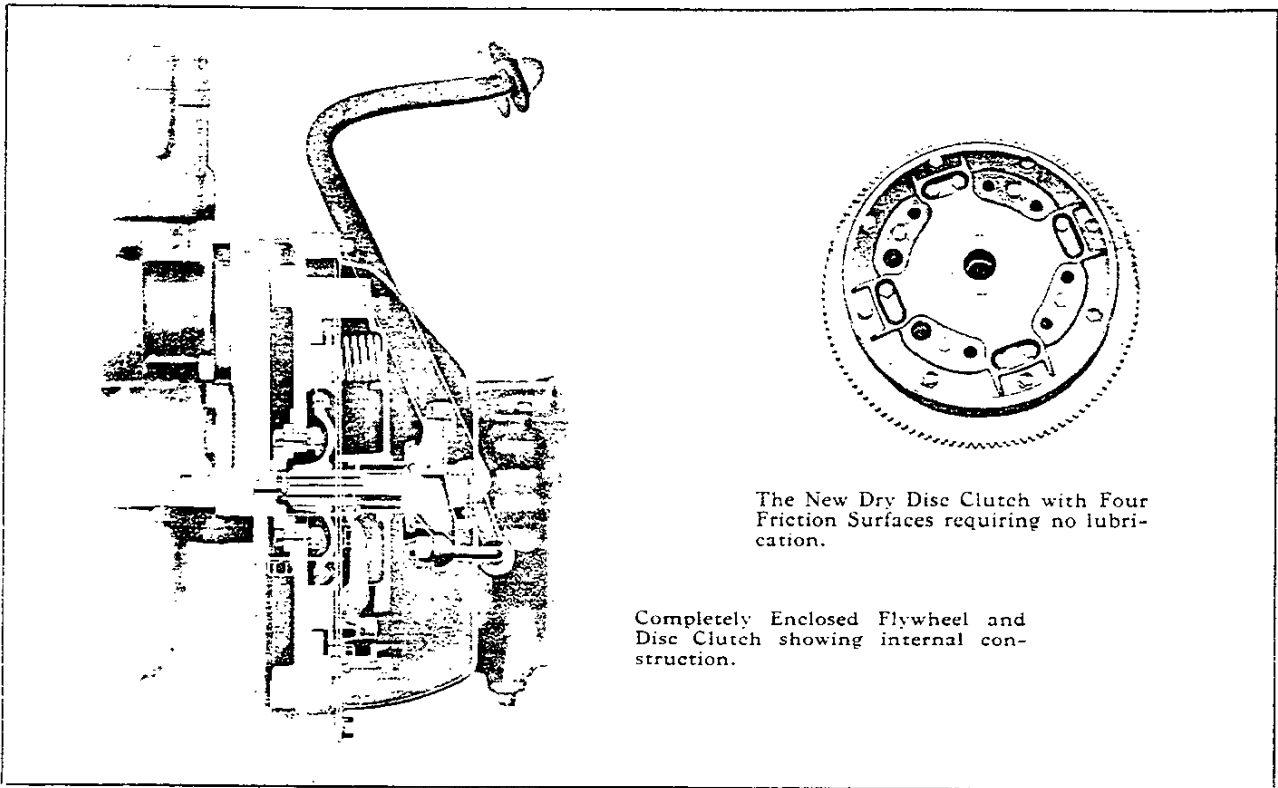 The New Dry Disc Clutch with Four
Friction Surfaces requiring no lubri-
cation.
Completely Enclosed Flywheel and
Disc Clutch showing internal con-
struction.